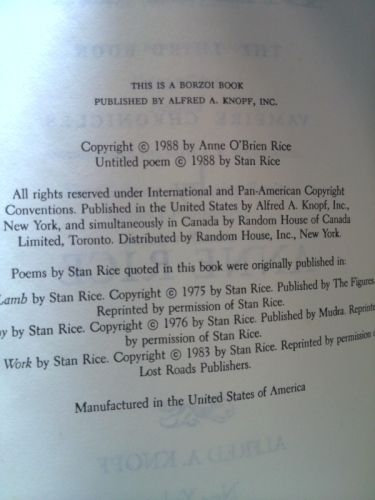 THIS IS A BORZOI BOOK
PUBLISHED BY ALFRED A. KNOPF, INC.
Copyright © 1988 by Anne O'Brien Rice
Untitled poem © 1988 by Stan Rice
All rights reserved under International and Pan-American Copyright
Conventions. Published in the United States by Alfred A. Knopf, Inc.,
New York, and simultaneously in Canada by Random House of Canada
Limited, Toronto. Distributed by Random House, Inc., New York.
Poems by Stan Rice quoted in this book were originally published in:
Lamb by Stan Rice. Copyright © 1975 by Stan Rice. Published by The Figures.
Reprinted by permission of Stan Rice.
by Stan Rice. Copyright © 1976 by Stan Rice. Published by Mudra. Reprinted
by permission of Stan Rice.
Work by Stan Rice. Copyright © 1983 by Stan Rice. Reprinted by permission of
Lost Roads Publishers.
Manufactured in the United States of America